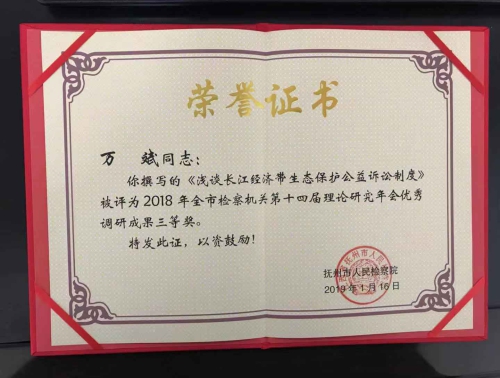 荣誉证书
万 斌同志：
你撰写的《浅谈长江经济带生态保护公益诉讼制度》
被评为2018年全市检察机关第十四届理论研究年会优秀
调研成果三等奖。
特发此证，以资鼓励！
抚州市人民检察院
2019年1月16日